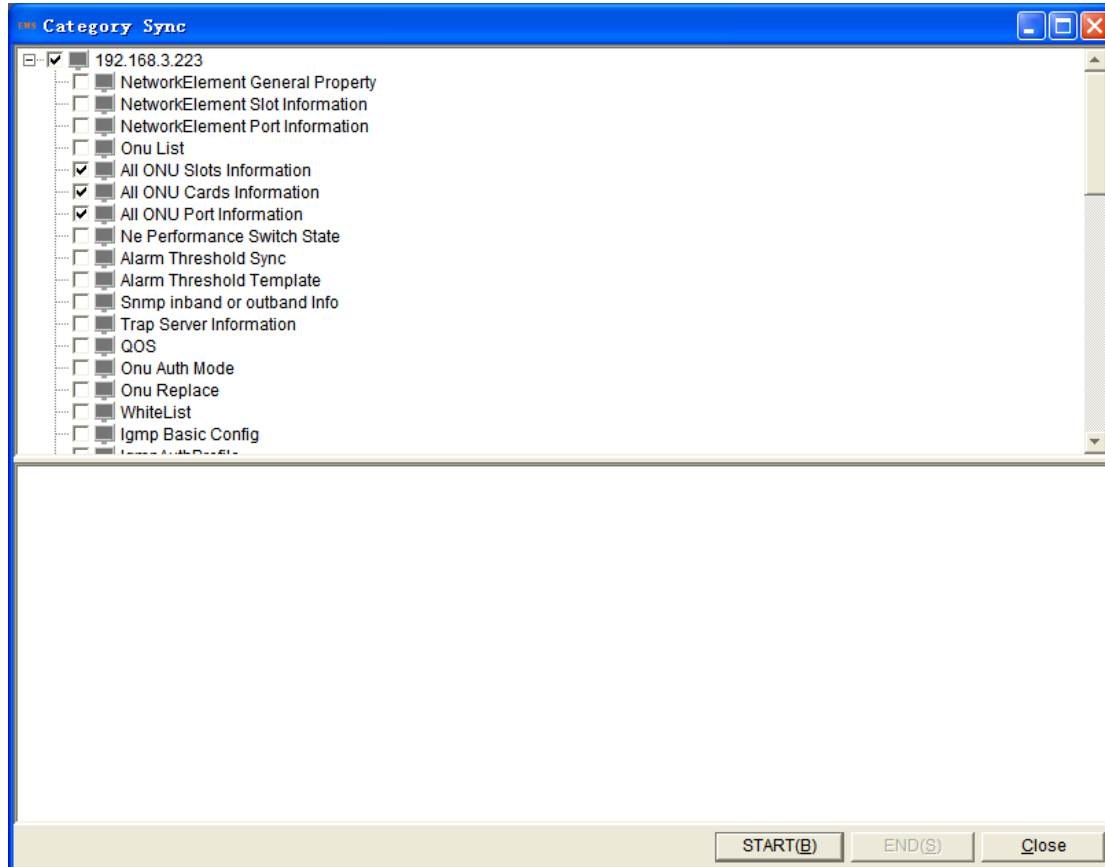 EMS Category Sync
192.168.3.223
NetworkElement General Property
NetworkElement Slot Information
NetworkElement Port Information
Onu List
All ONU Slots Information
All ONU Cards Information
All ONU Port Information
Ne Performance Switch State
Alarm Threshold Sync
Alarm Threshold Template
Snmp inband or outband Info
Trap Server Information
QOS
Onu Auth Mode
Onu Replace
WhiteList
Igmp Basic Config
START(B) END(S) Close